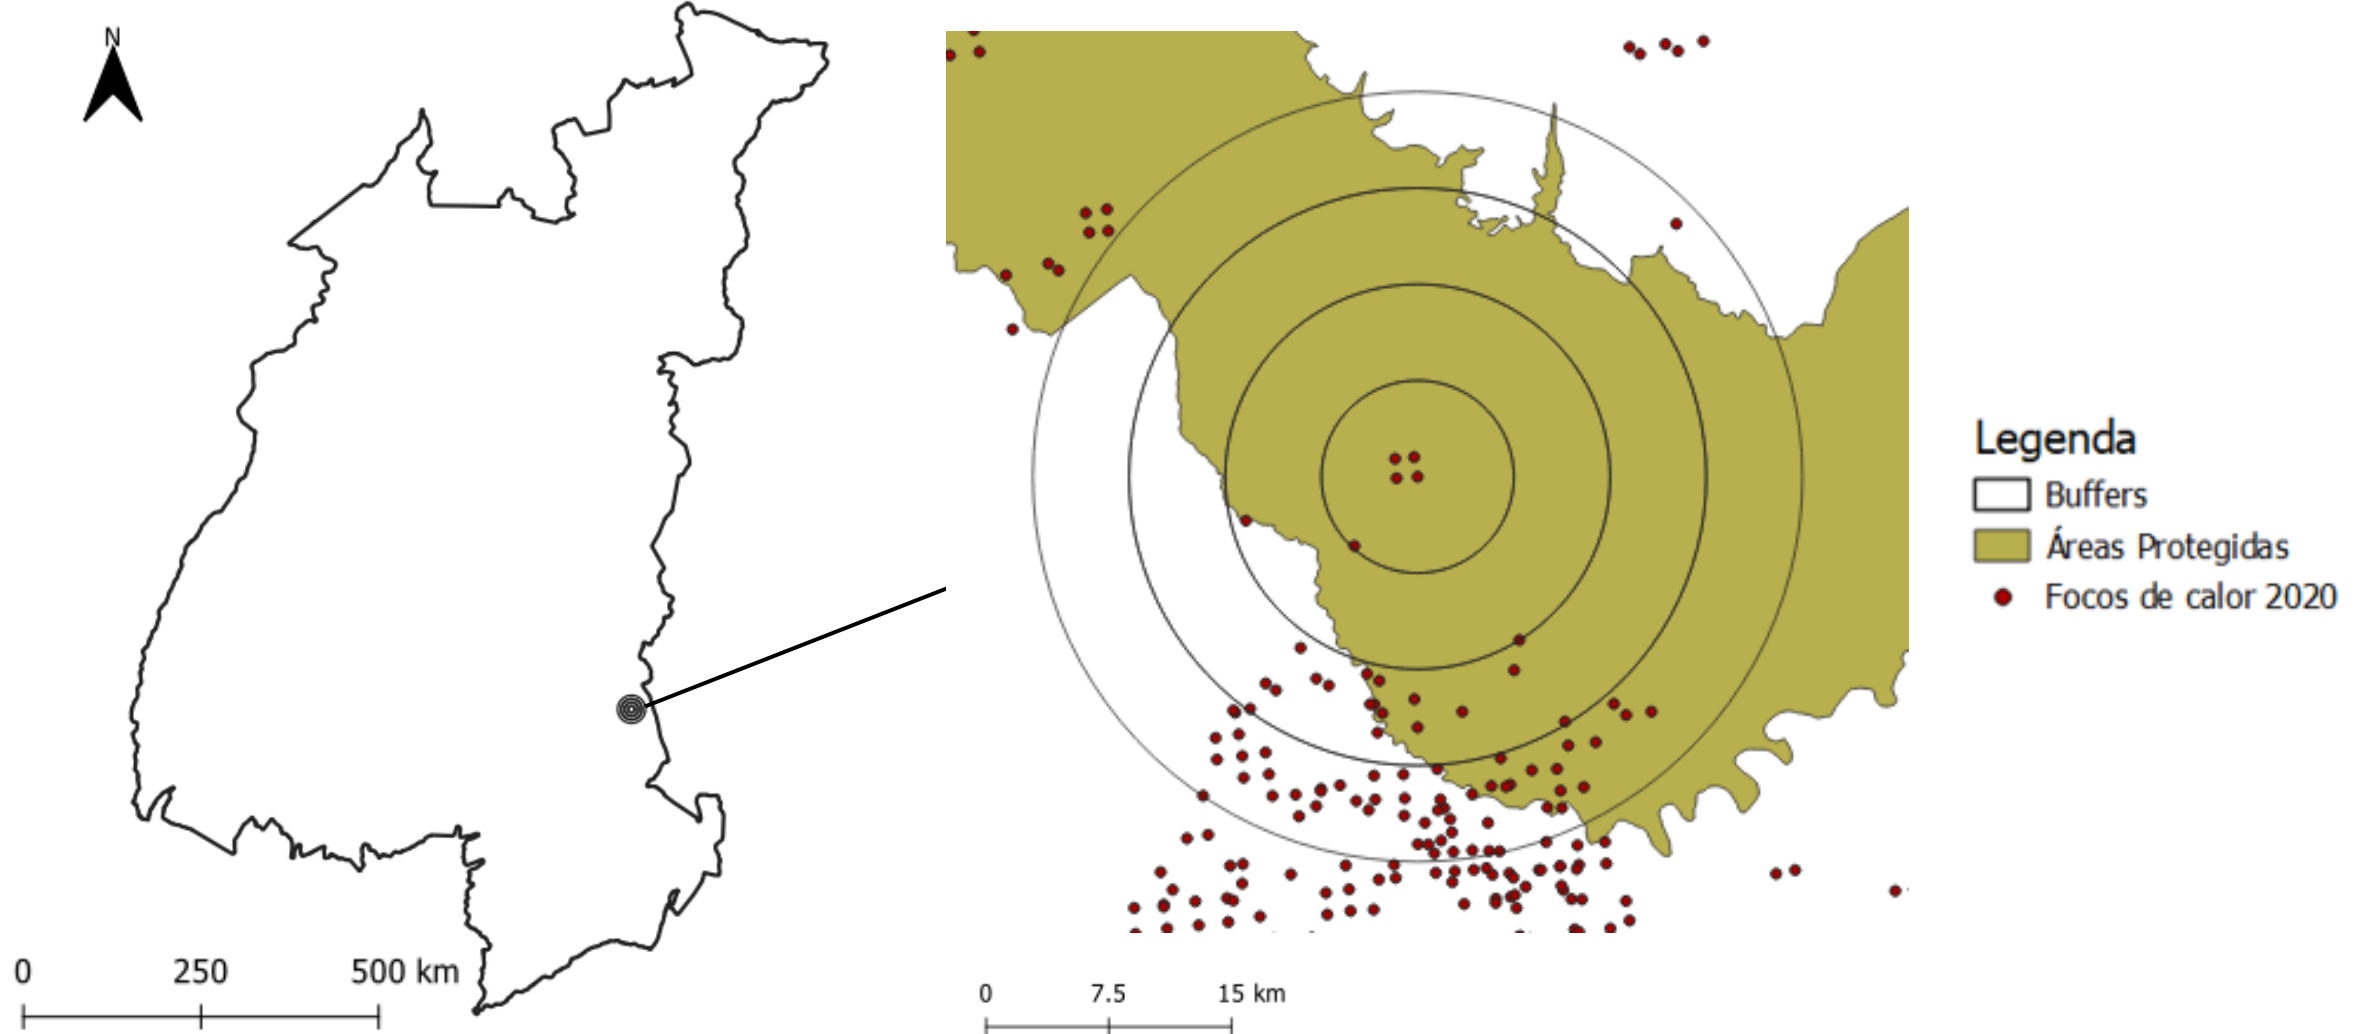 N
0 250 500 km
0 7.5 15 km
Legenda
Buffers
Áreas Protegidas
Focos de calor 2020